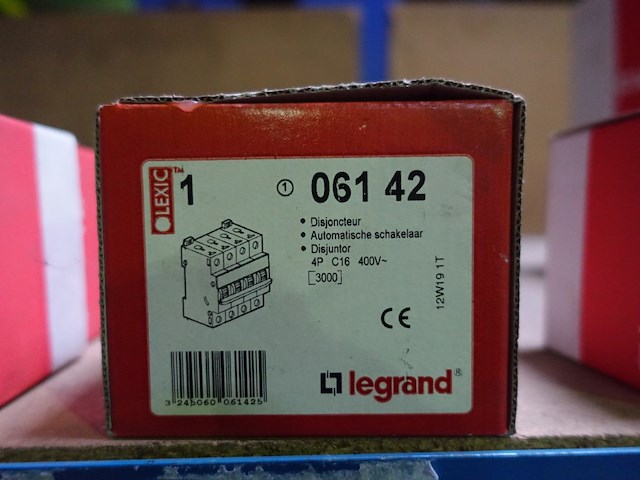 LEXIC™
1
① 061 42
• Disjoncteur
• Automatische schakelaar
• Disjuntor
4P C16 400V~
3000
12W19 1T
CE
legrand®
3 245060 061425